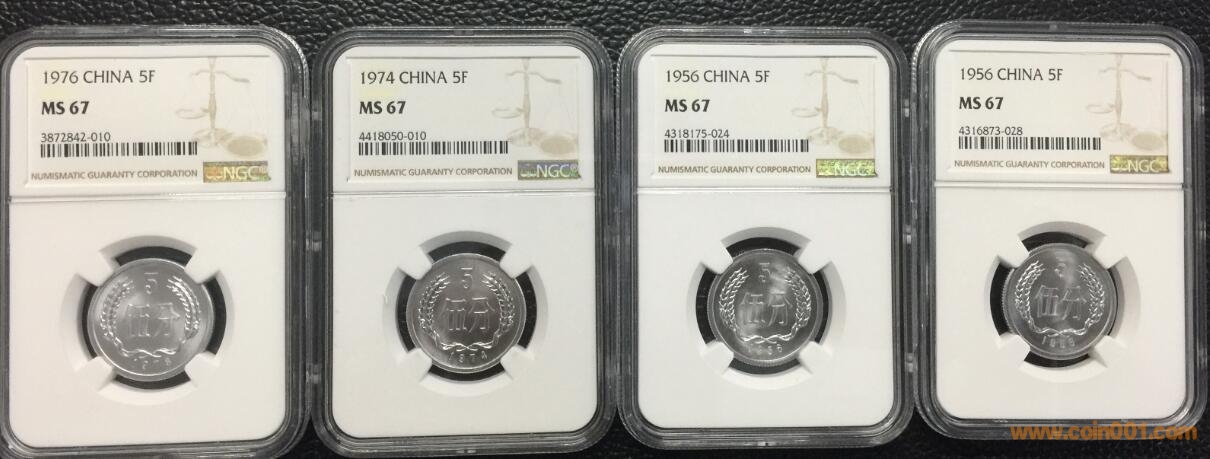 1976 CHINA 5F
MS 67
3872842-010
NUMISMATIC GUARANTY CORPORATION
NGC
5
伍分
1976
1974 CHINA 5F
MS 67
4418050-010
NUMISMATIC GUARANTY CORPORATION
NGC
5
伍分
1974
1956 CHINA 5F
MS 67
4318175-024
NUMISMATIC GUARANTY CORPORATION
NGC
5
伍分
1956
1956 CHINA 5F
MS 67
4316873-028
NUMISMATIC GUARANTY CORPORATION
NGC
5
伍分
1956
www.coin001.com